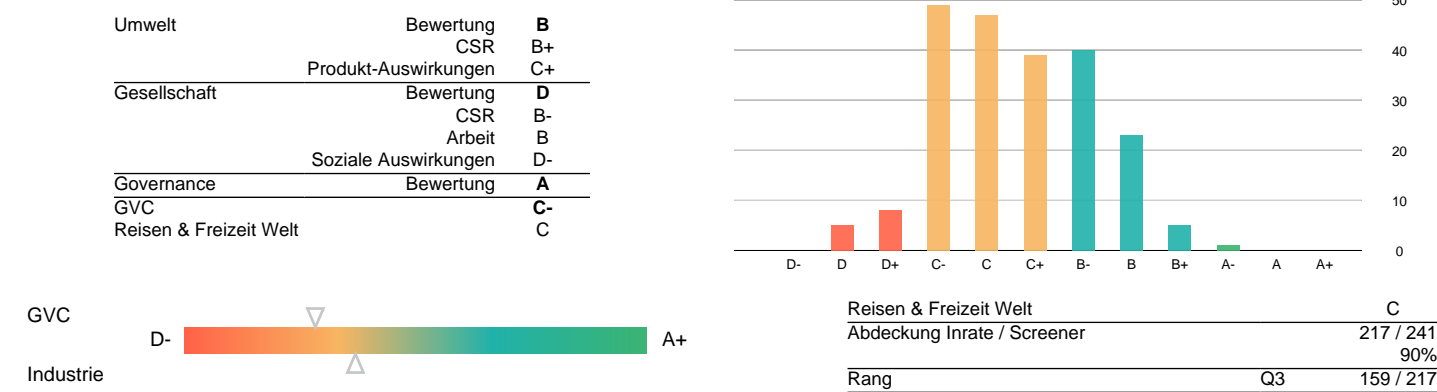 Umwelt Bewertung B
CSR B+
Produkt-Auswirkungen C+
Gesellschaft Bewertung D
CSR B-
Arbeit B
Soziale Auswirkungen D-
Governance Bewertung A
GVC C-
Reisen & Freizeit Welt C
50
40
30
20
10
0
D- D D+ C- C C+ B- B B+ A- A A+
GVC
D- A+
Industrie
Reisen & Freizeit Welt C
Abdeckung Inrate / Screener 217 / 241
90%
Rang Q3 159 / 217